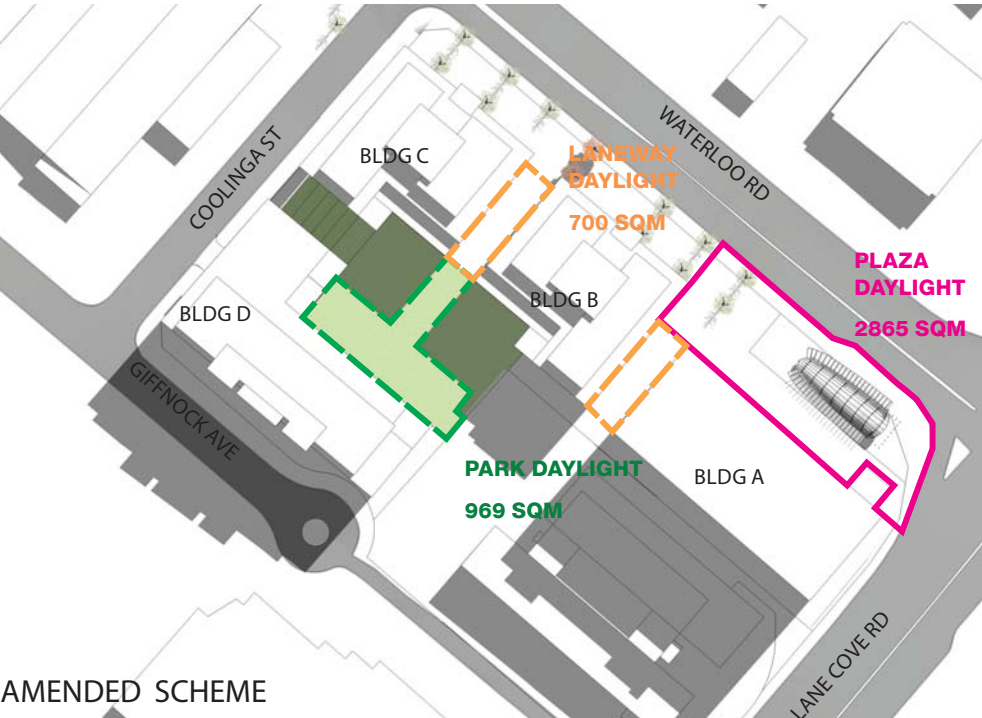 COOLINGA ST
BLDG C
WATERLOO RD
LANEWAY
DAYLIGHT
700 SQM
PLAZA
DAYLIGHT
2865 SQM
BLDG B
BLDG D
GIFFNOCK AVE
PARK DAYLIGHT
969 SQM
BLDG A
LANE COVE RD
AMENDED SCHEME